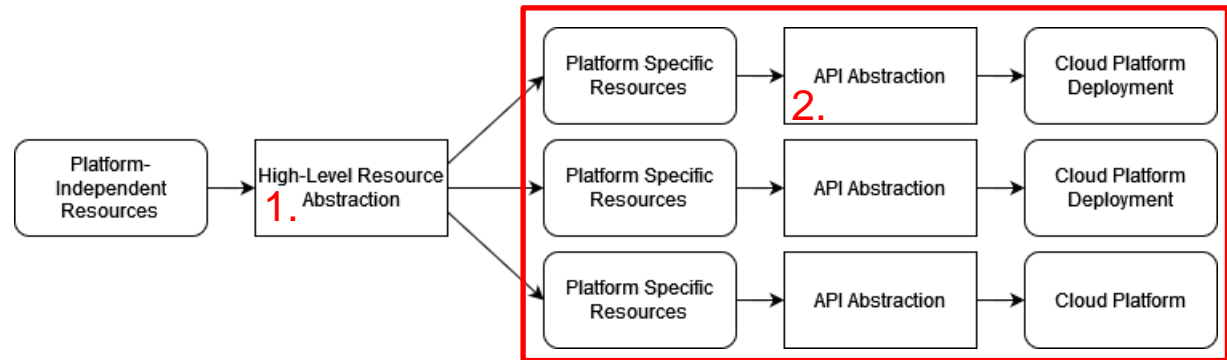 Platform Specific
Resources
API Abstraction
2.
Cloud Platform
Deployment
Platform-
Independent
Resources
High-Level Resource
Abstraction
1.
Platform Specific
Resources
API Abstraction
Cloud Platform
Deployment
Platform Specific
Resources
API Abstraction
Cloud Platform